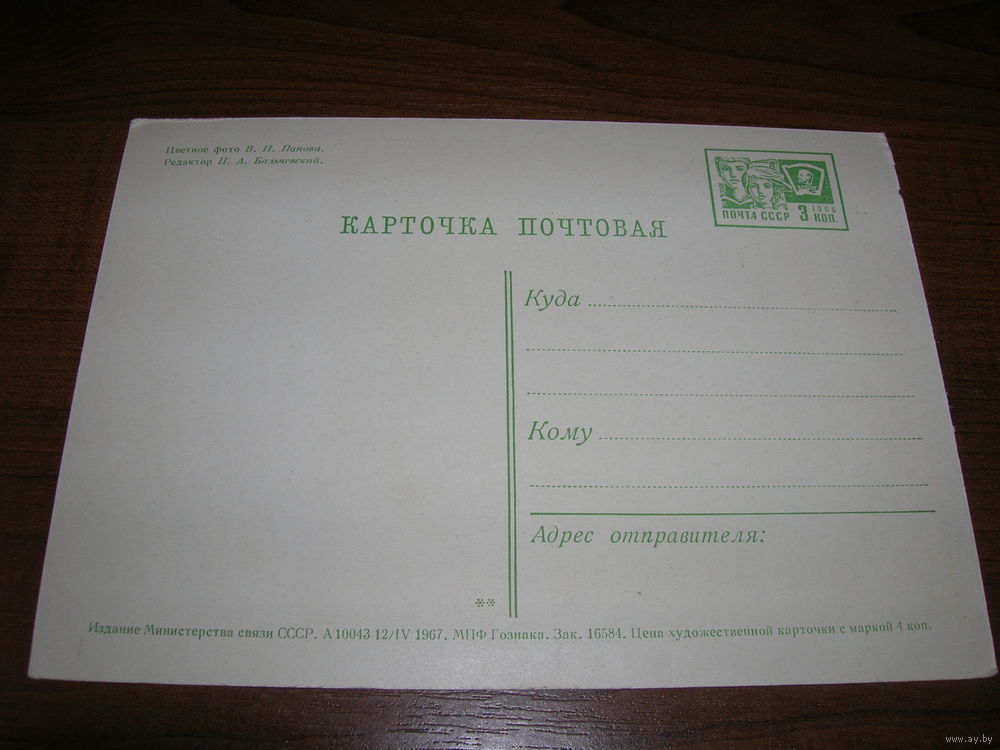 Цветное фото В. И. Панова.
Редактор П. А. Бальчевский.
1966
ПОЧТА СССР 3 КОП.
КАРТОЧКА ПОЧТОВАЯ
Куда
Кому
Адрес отправителя:
**
Издание Министерства связи СССР. А 10043 12/IV 1967. МПФ Гознака. Зак. 16584. Цена художественной карточки с маркой 4 коп.
www.ay.by